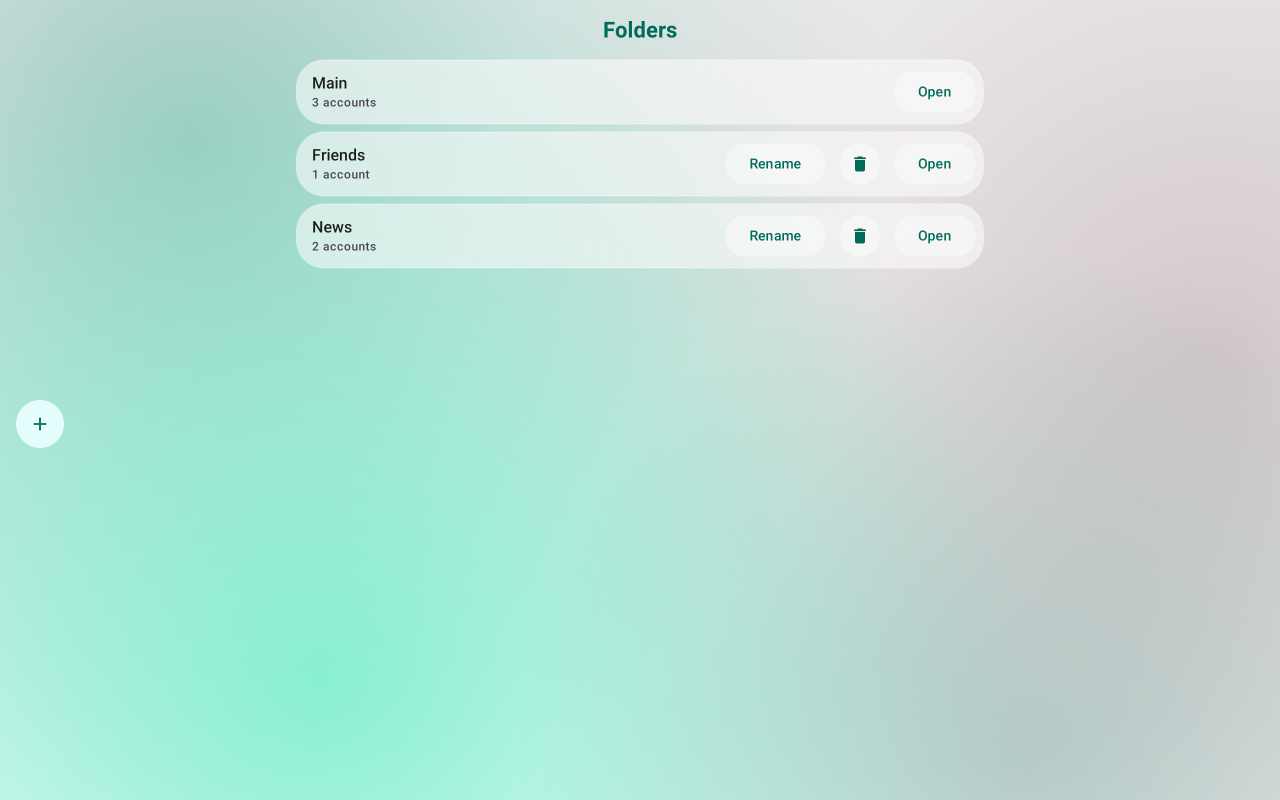 Folders
Main
3 accounts
Open
Friends
1 account
Rename
Open
News
2 accounts
Rename
Open